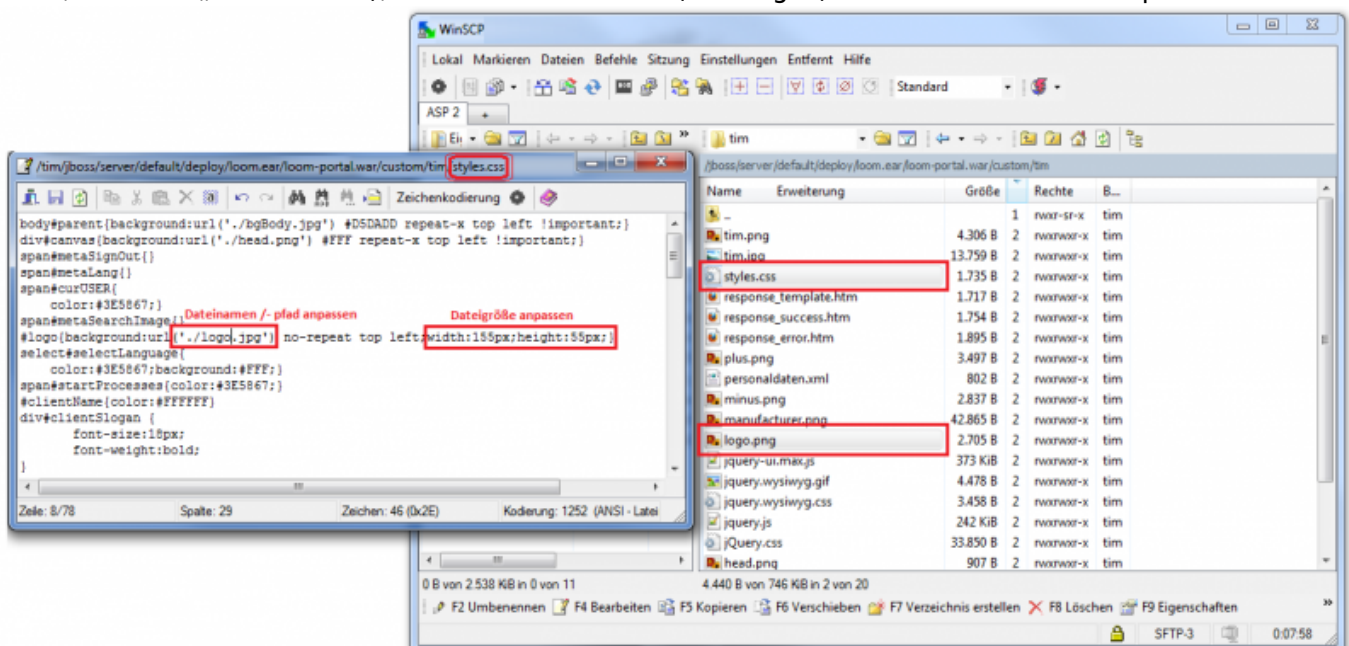 WinSCP
Lokal Markieren Dateien Befehle Sitzung Einstellungen Entfernt Hilfe
Standard
ASP 2
tim
/jboss/server/default/deploy/loom.ear/loom-portal.war/custom/tim
Name Erweiterung Größe Rechte B...
1 rwxr-sr-x tim
tim.png 4.306 B 2 rwxrwxr-x tim
tim.jpg 13.759 B 2 rwxrwxr-x tim
styles.css 1.735 B 2 rwxrwxr-x tim
response_template.htm 1.717 B 2 rwxrwxr-x tim
response_success.htm 1.754 B 2 rwxrwxr-x tim
response_error.htm 1.895 B 2 rwxrwxr-x tim
plus.png 3.497 B 2 rwxrwxr-x tim
personaldaten.xml 802 B 2 rwxrwxr-x tim
minus.png 2.837 B 2 rwxrwxr-x tim
manufacturer.png 42.865 B 2 rwxrwxr-x tim
logo.png 2.705 B 2 rwxrwxr-x tim
jquery-ui.max.js 373 KiB 2 rwxrwxr-x tim
jquery.wysiwyg.gif 4.478 B 2 rwxrwxr-x tim
jquery.wysiwyg.css 3.458 B 2 rwxrwxr-x tim
jquery.js 242 KiB 2 rwxrwxr-x tim
jQuery.css 33.850 B 2 rwxrwxr-x tim
head.png 907 B 2 rwxrwxr-x tim
0 B von 2.538 KiB in 0 von 11
4.440 B von 746 KiB in 2 von 20
F2 Umbenennen F4 Bearbeiten F5 Kopieren F6 Verschieben F7 Verzeichnis erstellen F8 Löschen F9 Eigenschaften
SFTP-3 0:07:58
/tim/jboss/server/default/deploy/loom.ear/loom-portal.war/custom/tim/styles.css
Zeichenkodierung
body#parent{background:url('./bgBody.jpg') #D5DADD repeat-x top left !important;}
div#canvas{background:url('./head.png') #FFF repeat-x top left !important;}
span#metaSignOut{}
span#metaLang{}
span#curUSER{
color:#3E5867;}
span#metaSearchImage{}
Dateinamen /- pfad anpassen
Dateigröße anpassen
#logo{background:url('./logo.jpg') no-repeat top left;width:155px;height:55px;}
select#selectLanguage{
color:#3E5867;background:#FFF;}
span#startProcesses{color:#3E5867;}
#clientName{color:#FFFFFF}
div#clientSlogan {
font-size:18px;
font-weight:bold;
}
Zeile: 8/78 Spalte: 29 Zeichen: 46 (0x2E) Kodierung: 1252 (ANSI - Latei